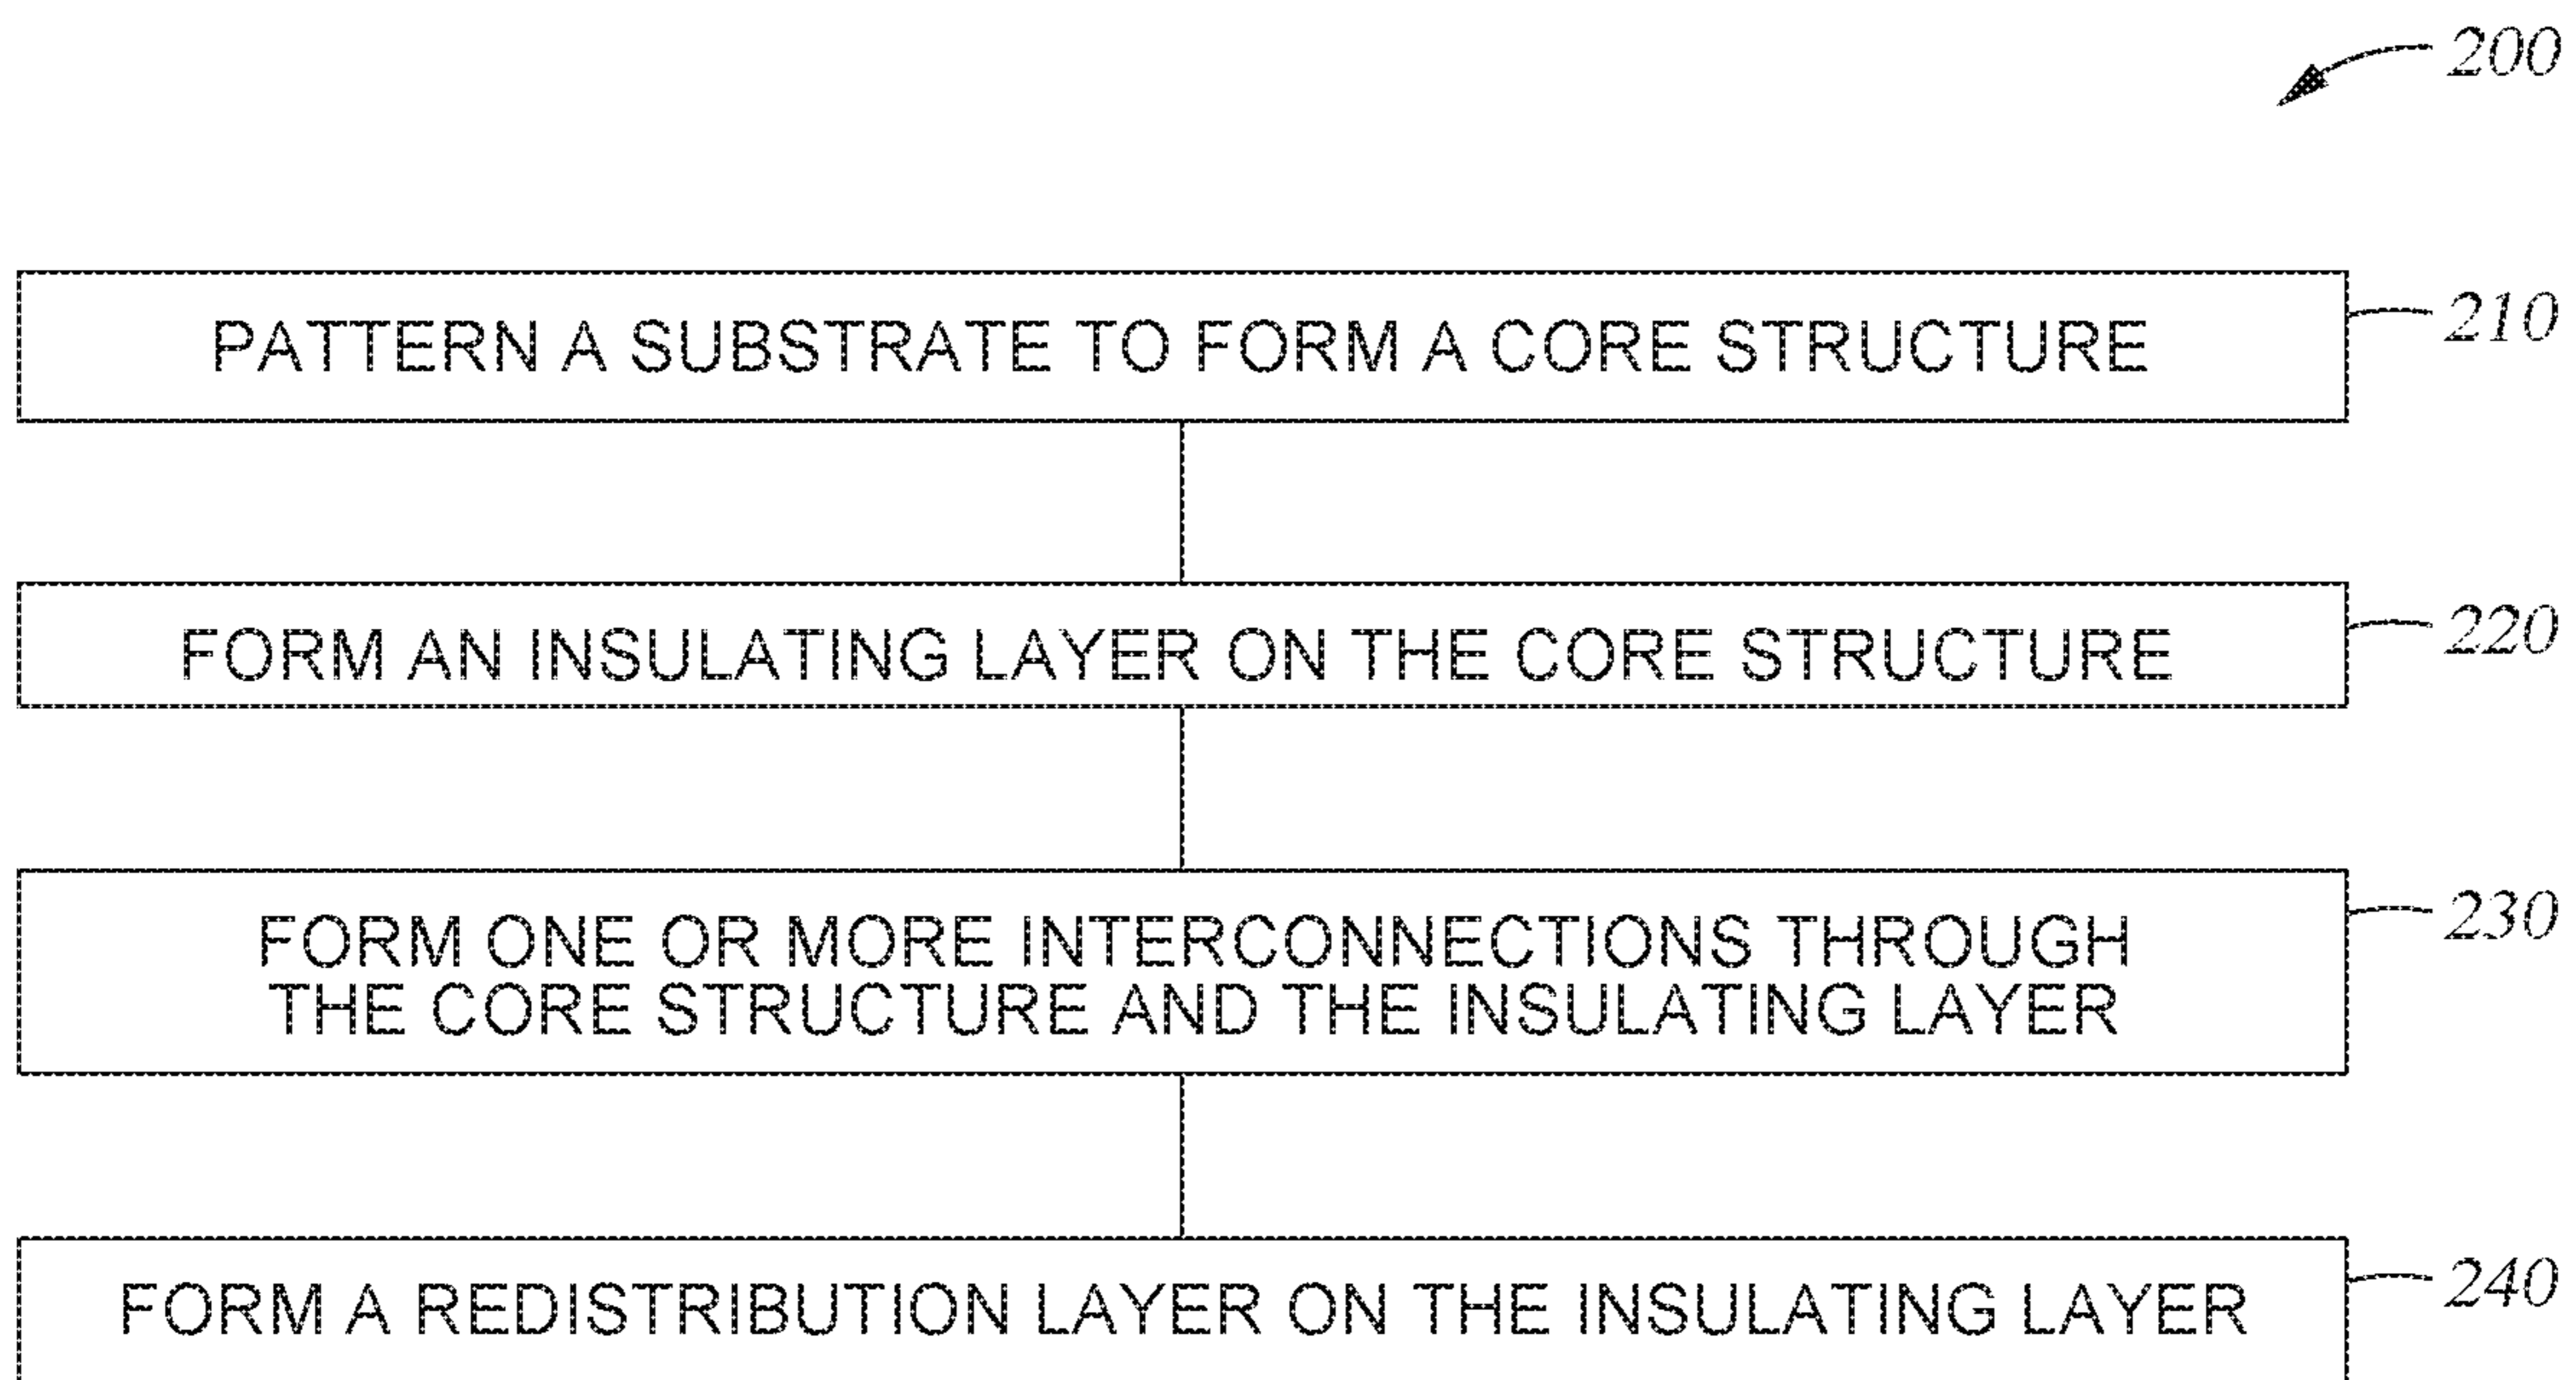 200
PATTERN A SUBSTRATE TO FORM A CORE STRUCTURE
210
FORM AN INSULATING LAYER ON THE CORE STRUCTURE
220
FORM ONE OR MORE INTERCONNECTIONS THROUGH
THE CORE STRUCTURE AND THE INSULATING LAYER
230
FORM A REDISTRIBUTION LAYER ON THE INSULATING LAYER
240